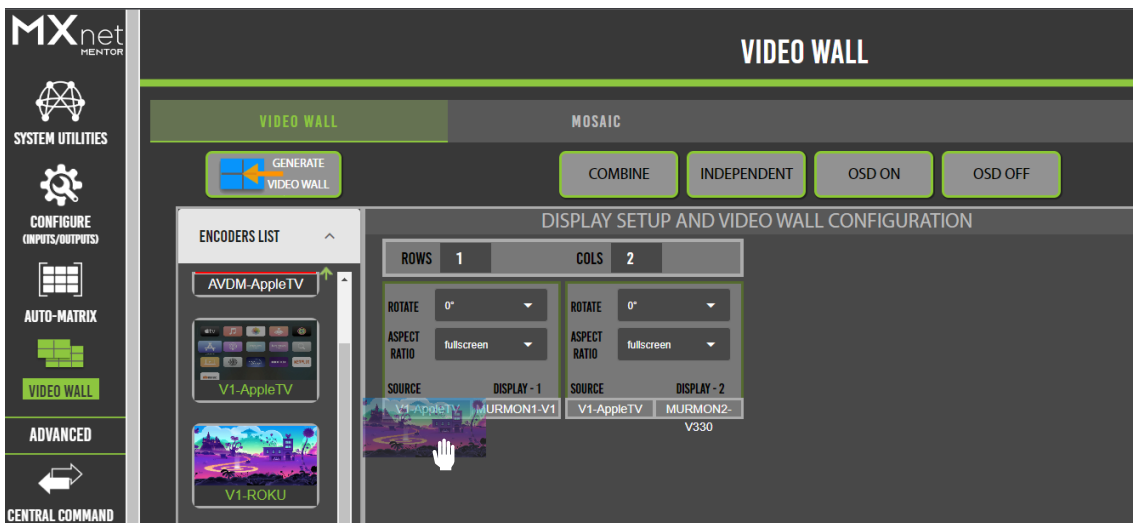 MXnet
MENTOR
VIDEO WALL
SYSTEM UTILITIES
CONFIGURE
(INPUTS/OUTPUTS)
AUTO-MATRIX
VIDEO WALL
ADVANCED
CENTRAL COMMAND
VIDEO WALL
MOSAIC
GENERATE
VIDEO WALL
COMBINE
INDEPENDENT
OSD ON
OSD OFF
ENCODERS LIST
AVDM-AppleTV
V1-AppleTV
V1-ROKU
DISPLAY SETUP AND VIDEO WALL CONFIGURATION
ROWS 1 COLS 2
ROTATE 0°
ASPECT
RATIO
fullscreen
SOURCE DISPLAY - 1
V1-AppleTV MURMON1-V1
ROTATE 0°
ASPECT
RATIO
fullscreen
SOURCE DISPLAY - 2
V1-AppleTV MURMON2-
V330